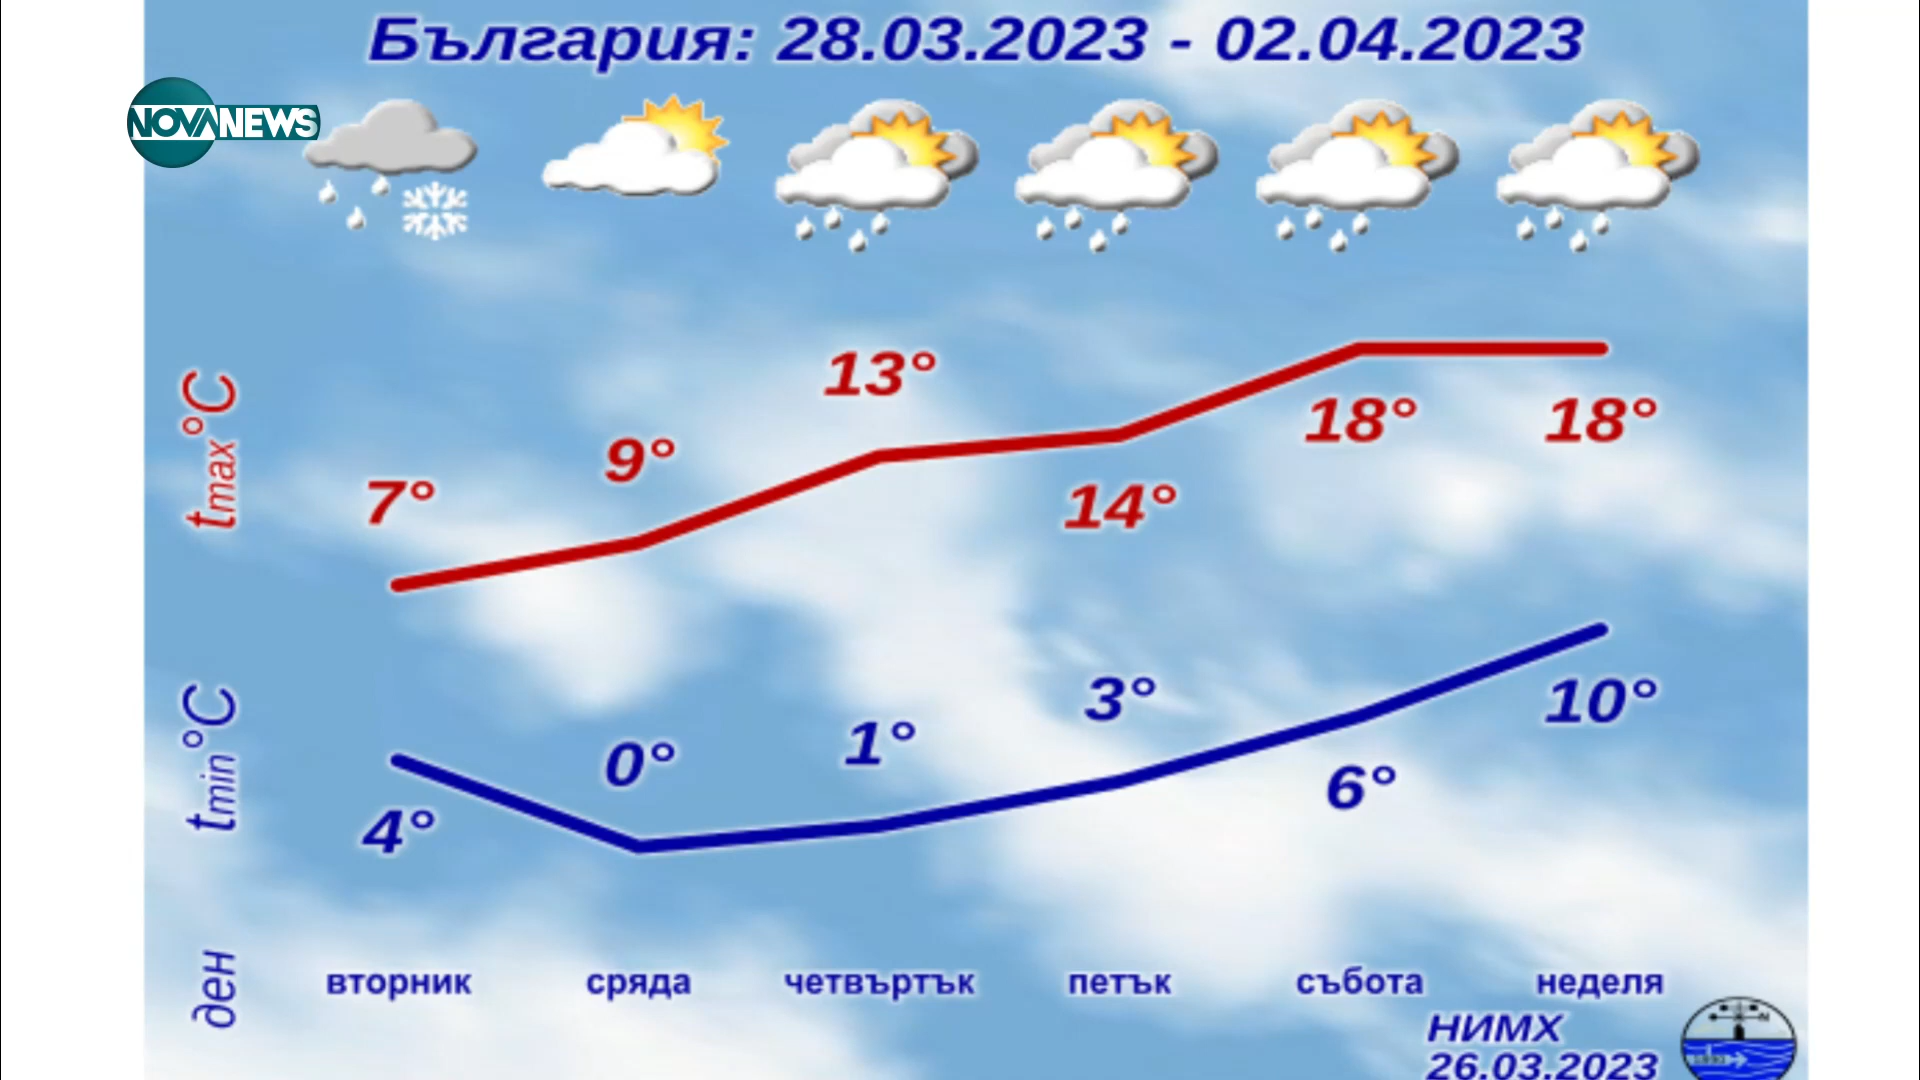 България: 28.03.2023 - 02.04.2023
NOVANEWS
tmax°C
7° 9° 13° 14° 18° 18°
tmin°C
4° 0° 1° 3° 6° 10°
ден
вторник сряда четвъртък петък събота неделя
НИМХ
26.03.2023